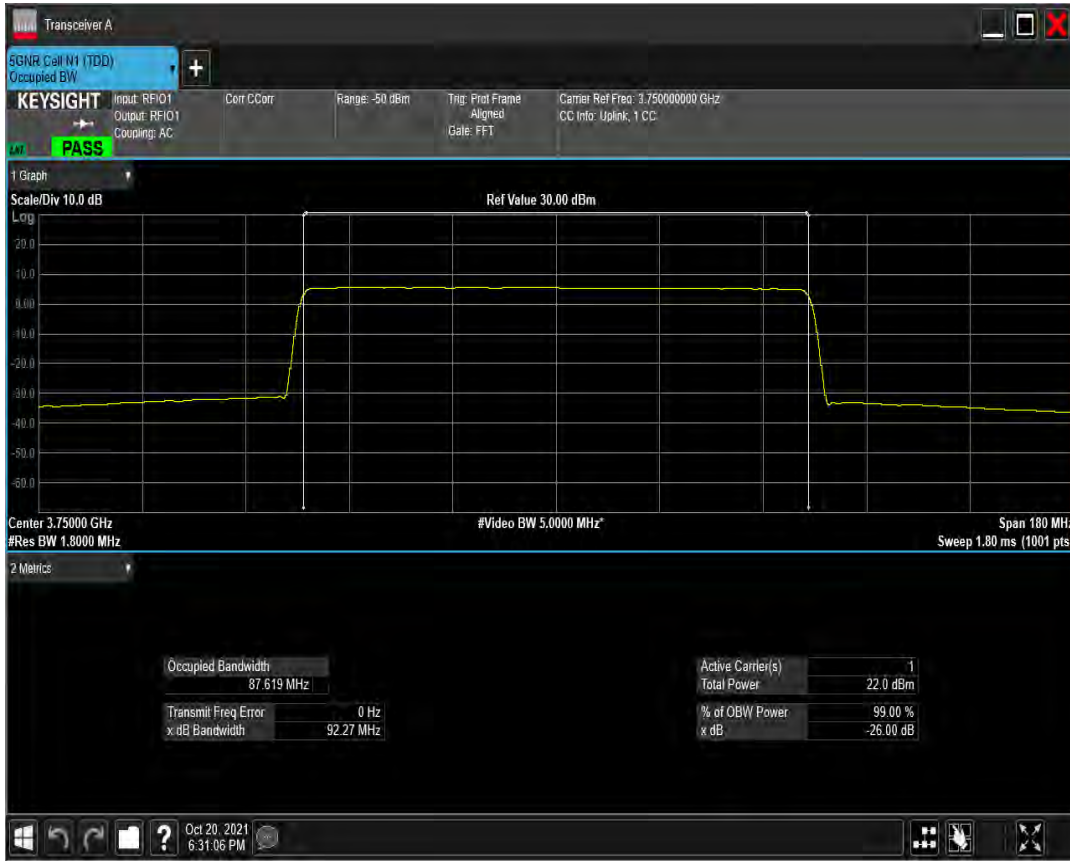 Transceiver A
5GNR Cell N1 (TDD)
Occupied BW
+
KEYSIGHT
Input: RFIO1
Output: RFIO1
Coupling: AC
Corr CCorr
Range: -50 dBm
Trig: Prot Frame
Aligned
Gate: FFT
Carrier Ref Freq: 3.750000000 GHz
CC Info: Uplink, 1 CC
PASS
1 Graph
Scale/Div 10.0 dB
Ref Value 30.00 dBm
Log
20.0
10.0
0.00
-10.0
-20.0
-30.0
-40.0
-50.0
-60.0
Center 3.75000 GHz
#Video BW 5.0000 MHz*
Span 180 MHz
#Res BW 1.8000 MHz
Sweep 1.80 ms (1001 pts
2 Metrics
Occupied Bandwidth
87.619 MHz
Transmit Freq Error 0 Hz
x dB Bandwidth 92.27 MHz
Active Carrier(s) 1
Total Power 22.0 dBm
% of OBW Power 99.00 %
x dB -26.00 dB
?
Oct 20, 2021
6:31:06 PM